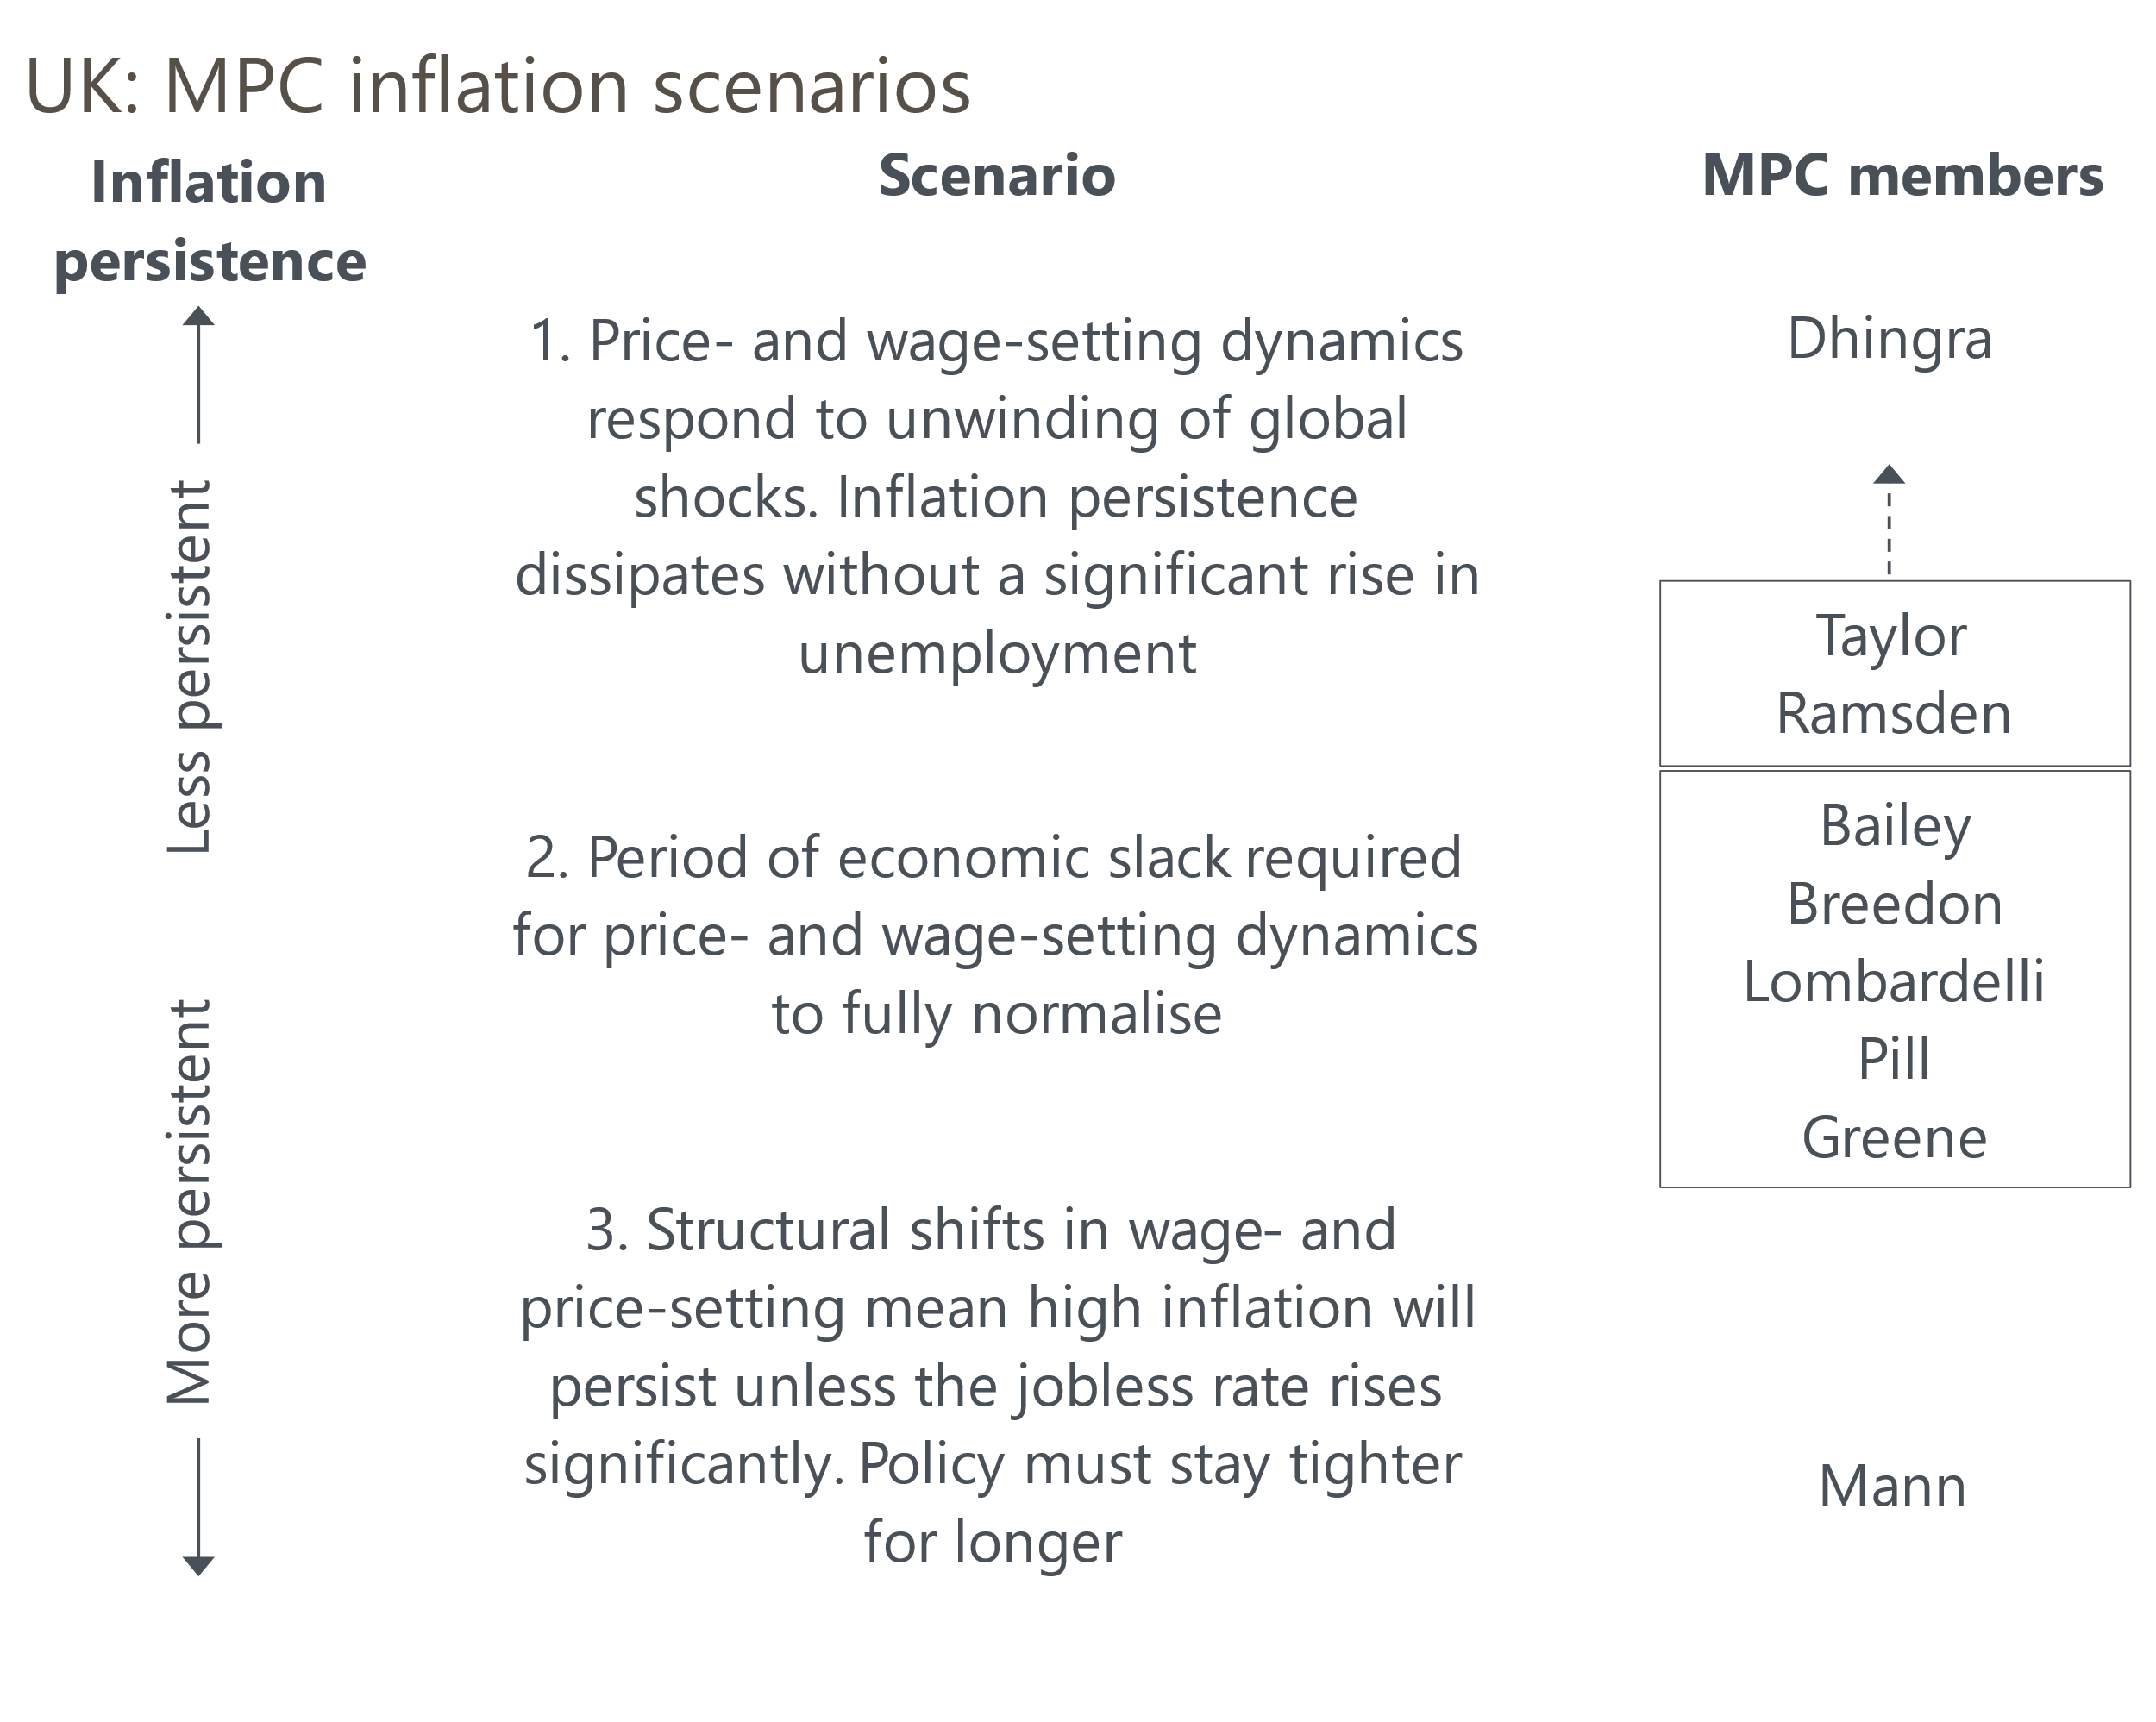 UK: MPC inflation scenarios
Inflation
persistence
Scenario
MPC members
Less persistent
More persistent
1. Price- and wage-setting dynamics
respond to unwinding of global
shocks. Inflation persistence
dissipates without a significant rise in
unemployment
2. Period of economic slack required
for price- and wage-setting dynamics
to fully normalise
3. Structural shifts in wage- and
price-setting mean high inflation will
persist unless the jobless rate rises
significantly. Policy must stay tighter
for longer
Dhingra
Taylor
Ramsden
Bailey
Breedon
Lombardelli
Pill
Greene
Mann